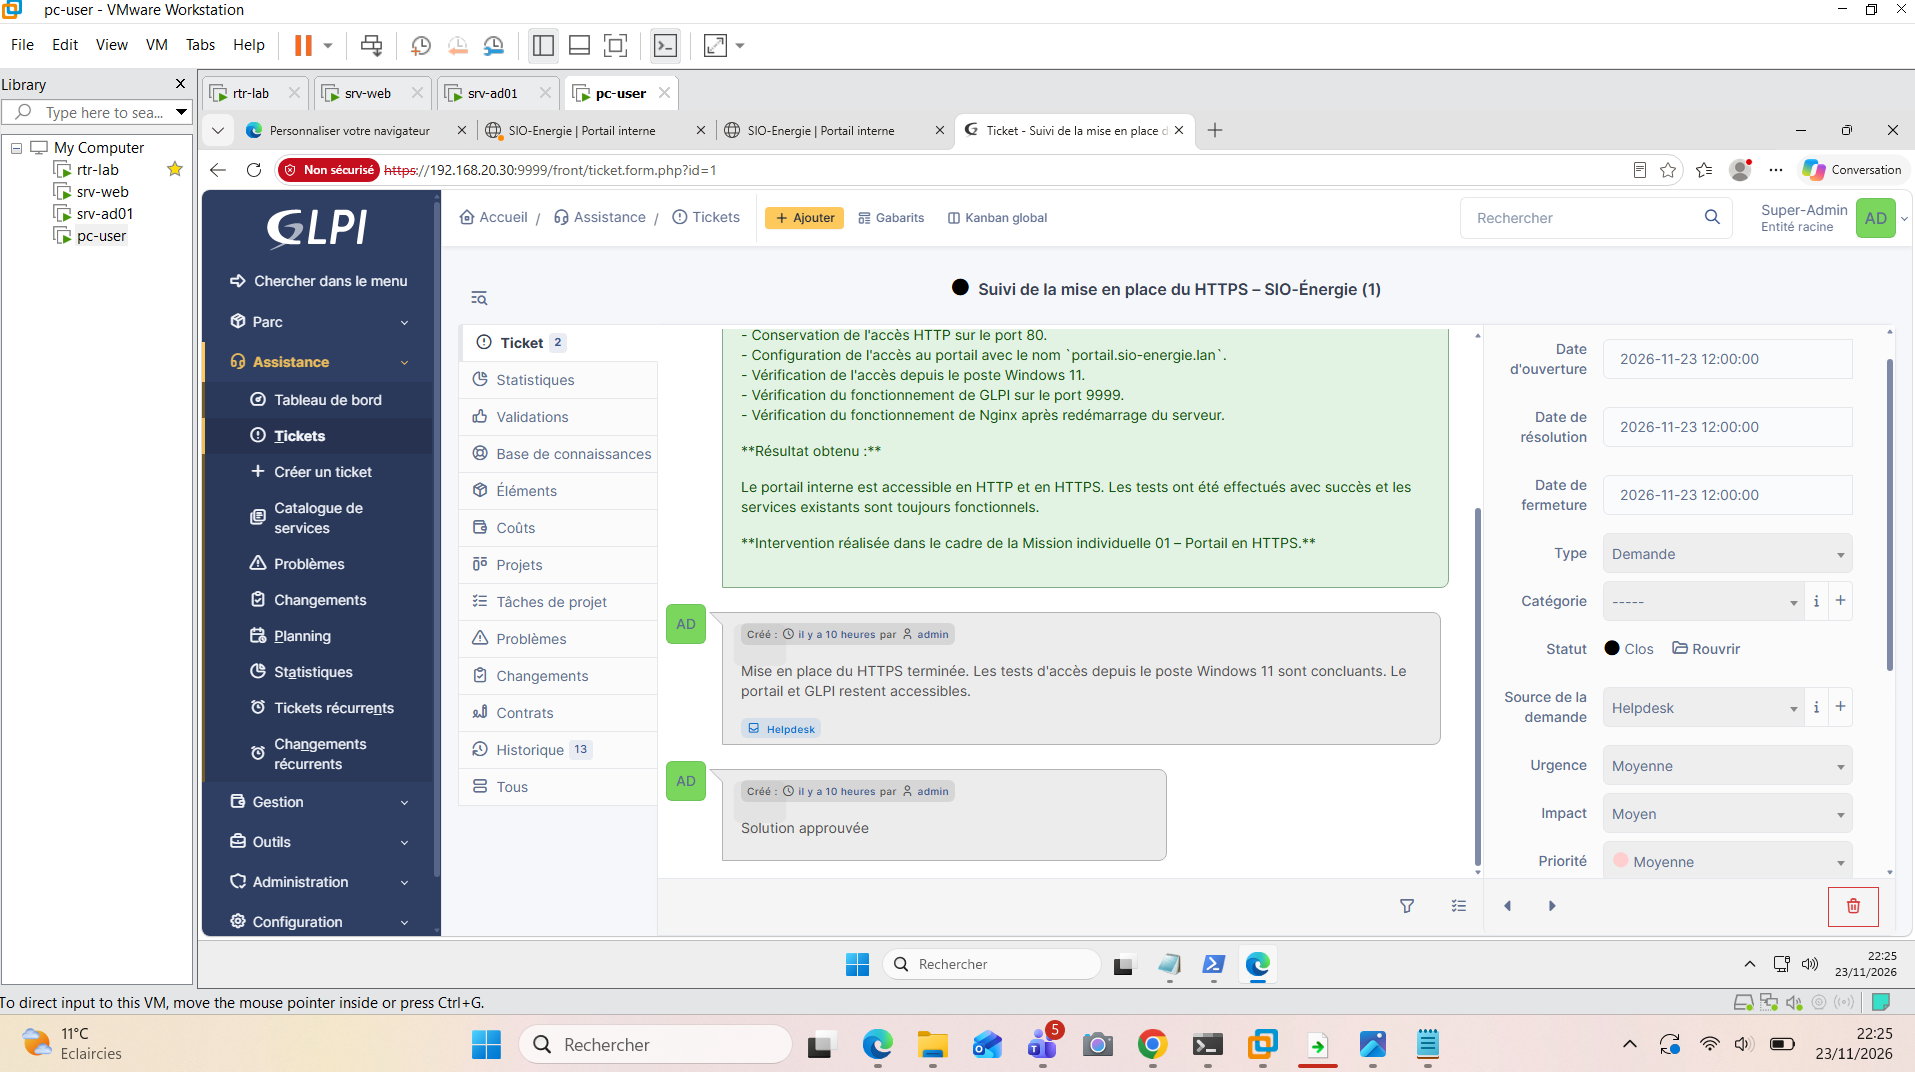 pc-user - VMware Workstation
File Edit View VM Tabs Help
Library
Type here to sea...
My Computer
rtr-lab
srv-web
srv-ad01
pc-user
rtr-lab srv-web srv-ad01 pc-user
Personnaliser votre navigateur SIO-Energie | Portail interne SIO-Energie | Portail interne Ticket - Suivi de la mise en place d
Non sécurisé https://192.168.20.30:9999/front/ticket.form.php?id=1 Conversation
GLPI
Chercher dans le menu
Parc
Assistance
Tableau de bord
Tickets
Créer un ticket
Catalogue de
services
Problèmes
Changements
Planning
Statistiques
Tickets récurrents
Changements
récurrents
Gestion
Outils
Administration
Configuration
Accueil / Assistance / Tickets + Ajouter Gabarits Kanban global Rechercher
Super-Admin
Entité racine
AD
Suivi de la mise en place du HTTPS – SIO-Énergie (1)
Ticket 2
Statistiques
Validations
Base de connaissances
Éléments
Coûts
Projets
Tâches de projet
Problèmes
Changements
Contrats
Historique 13
Tous
- Conservation de l'accès HTTP sur le port 80.
- Configuration de l'accès au portail avec le nom `portail.sio-energie.lan`.
- Vérification de l'accès depuis le poste Windows 11.
- Vérification du fonctionnement de GLPI sur le port 9999.
- Vérification du fonctionnement de Nginx après redémarrage du serveur.
**Résultat obtenu :**
Le portail interne est accessible en HTTP et en HTTPS. Les tests ont été effectués avec succès et les
services existants sont toujours fonctionnels.
**Intervention réalisée dans le cadre de la Mission individuelle 01 – Portail en HTTPS.**
AD
Créé : il y a 10 heures par admin
Mise en place du HTTPS terminée. Les tests d'accès depuis le poste Windows 11 sont concluants. Le
portail et GLPI restent accessibles.
Helpdesk
AD
Créé : il y a 10 heures par admin
Solution approuvée
Date
d'ouverture
2026-11-23 12:00:00
Date de
résolution
2026-11-23 12:00:00
Date de
fermeture
2026-11-23 12:00:00
Type Demande
Catégorie -----
Statut Clos Rouvrir
Source de la
demande
Helpdesk
Urgence Moyenne
Impact Moyen
Priorité Moyenne
Rechercher
22:25
23/11/2026
To direct input to this VM, move the mouse pointer inside or press Ctrl+G.
11°C
Eclaircies
Rechercher
5
22:25
23/11/2026